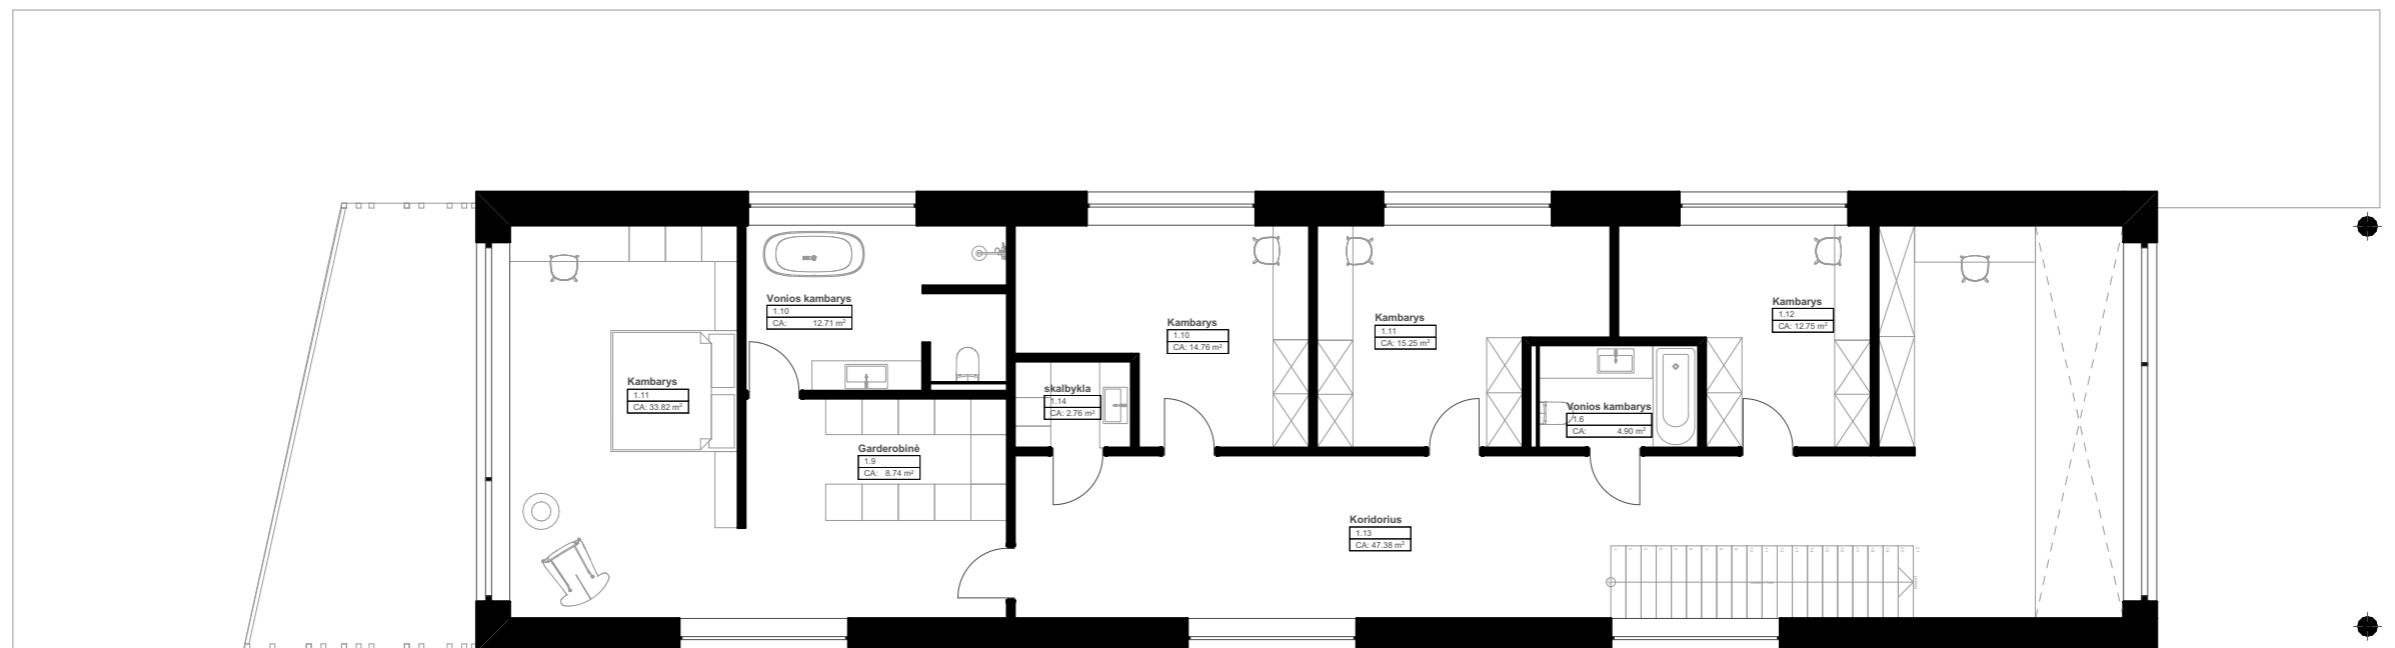 Vonios kambarys
1.10
CA: 12.71 m²
Kambarys
1.12
CA: 12.75 m²
Kambarys
1.11
CA: 15.25 m²
Kambarys
1.10
CA: 14.76 m²
Kambarys
1.11
CA: 33.82 m²
skalbykla
1.14
CA: 2.76 m²
Vonios kambarys
1.6
CA: 4.90 m²
Garderobinė
1.9
CA: 8.74 m²
Koridorius
1.13
CA: 47.38 m²